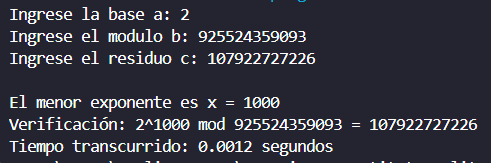 Ingrese la base a: 2
Ingrese el modulo b: 925524359093
Ingrese el residuo c: 107922727226
El menor exponente es x = 1000
Verificación: 2^1000 mod 925524359093 = 107922727226
Tiempo transcurrido: 0.0012 segundos